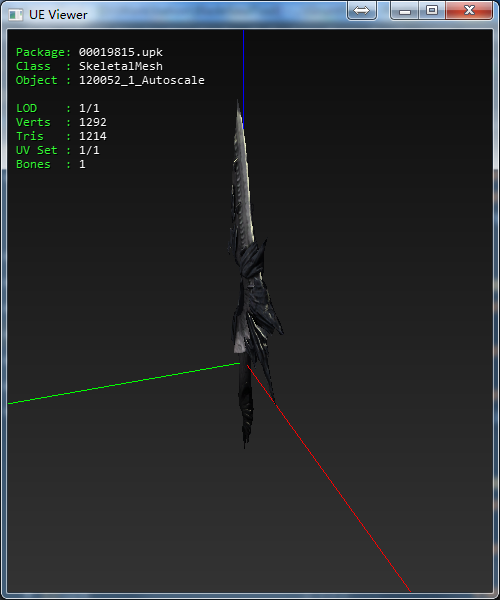 UE Viewer
Package: 00019815.upk
Class : SkeletalMesh
Object : 120052_1_Autoscale
LOD : 1/1
Verts : 1292
Tris : 1214
UV Set : 1/1
Bones : 1